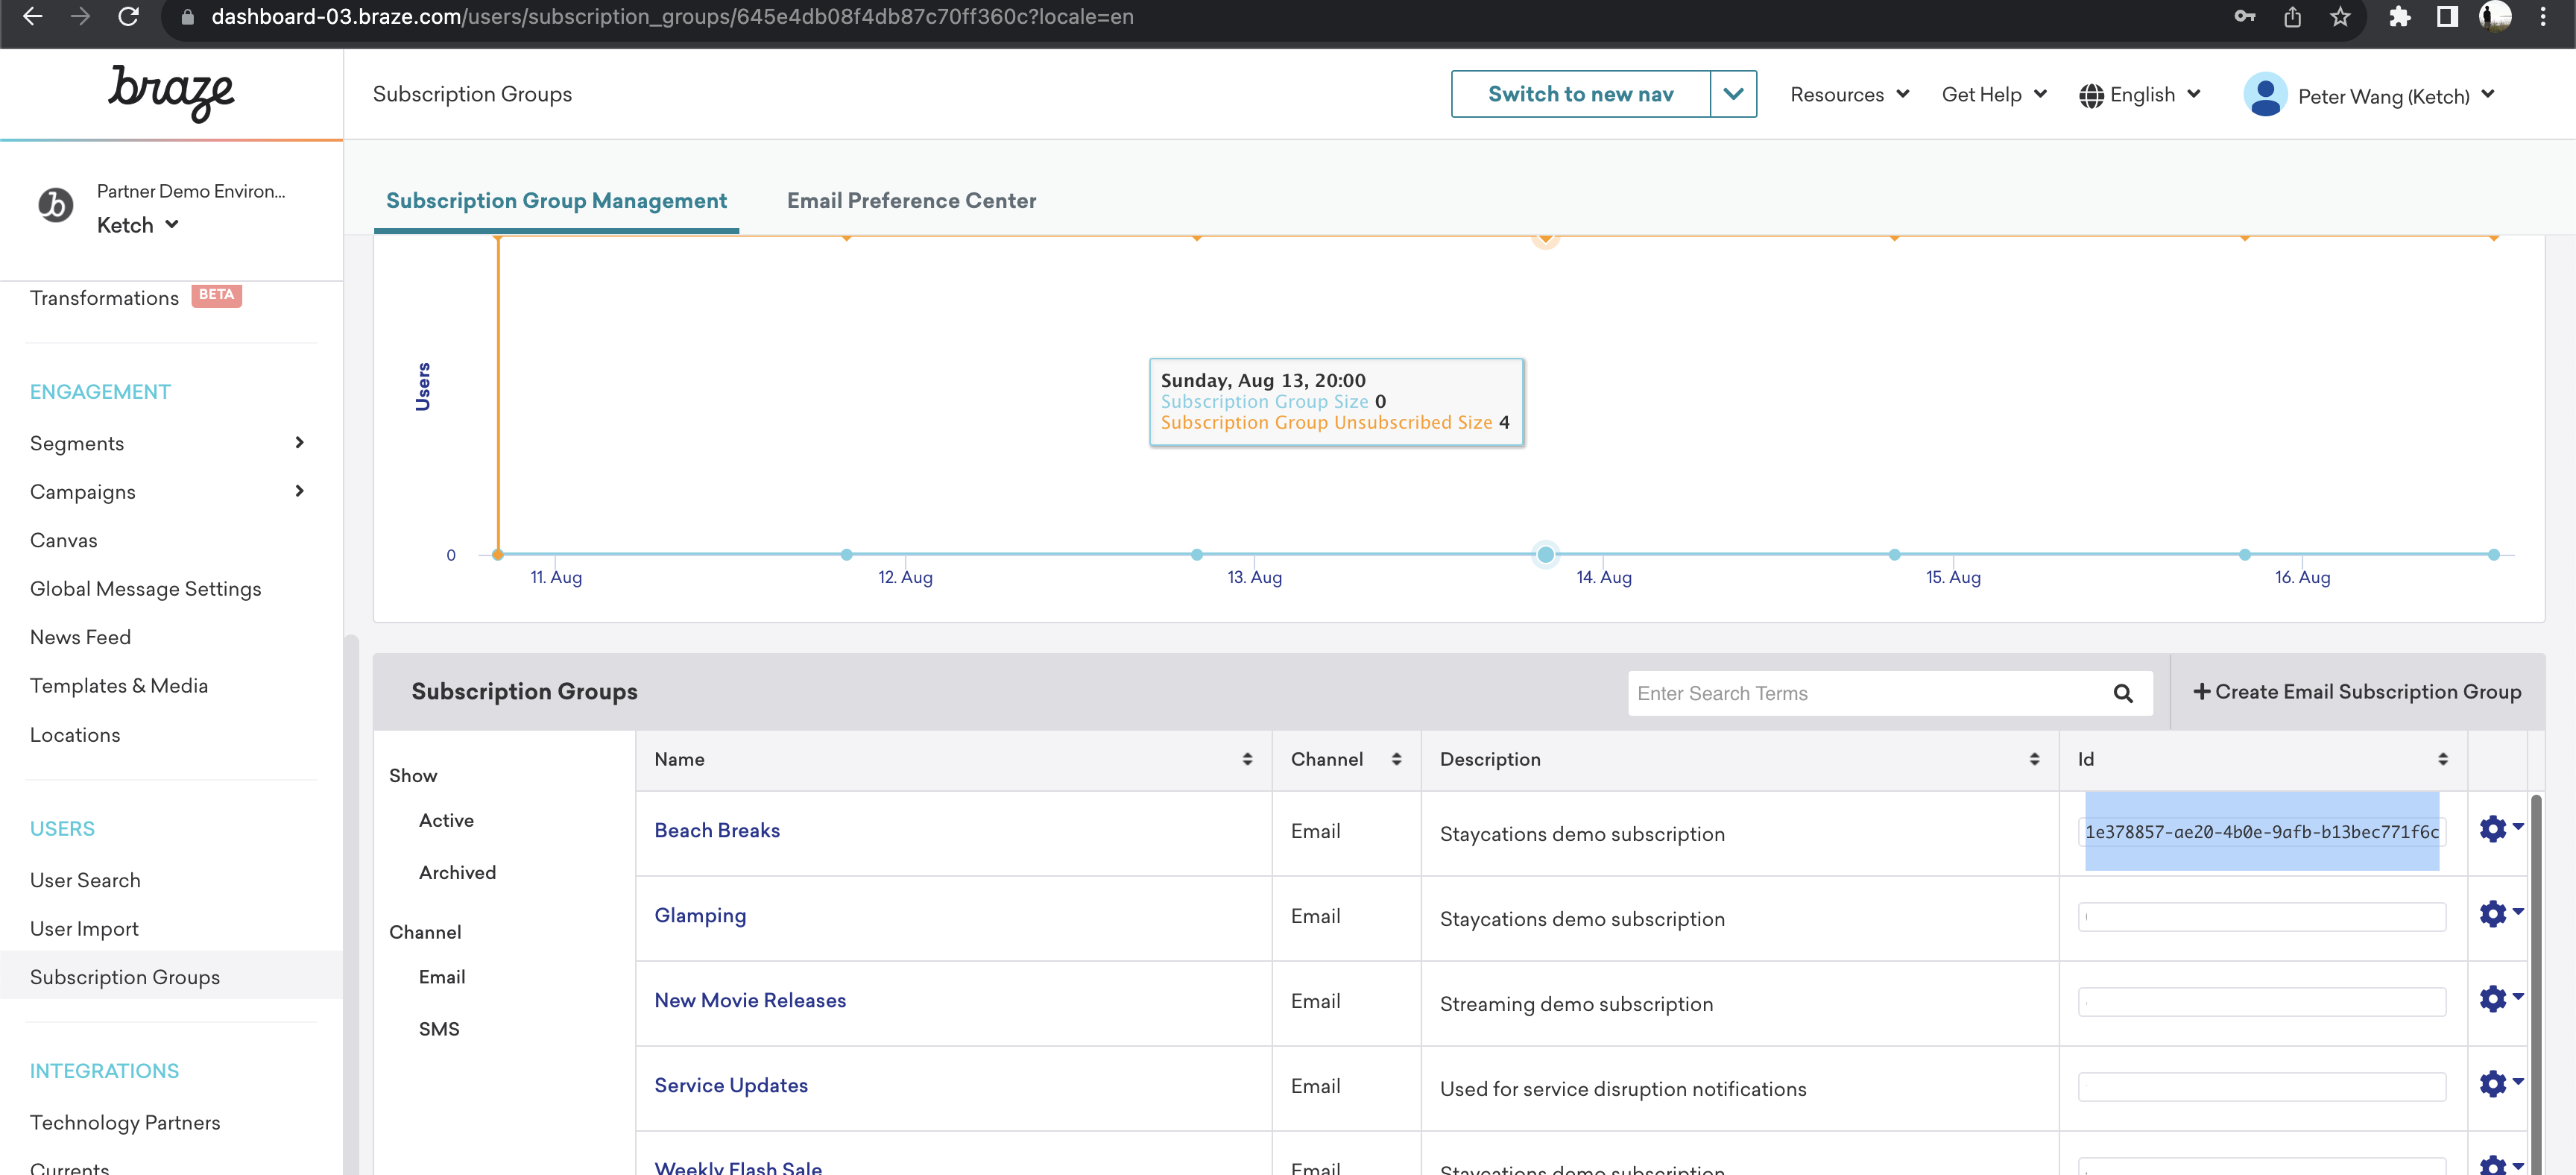 dashboard-03.braze.com/users/subscription_groups/645e4db08f4db87c70ff360c?locale=en
braze
Subscription Groups
Switch to new nav
Resources
Get Help
English
Peter Wang (Ketch)
Partner Demo Environ...
Ketch
Subscription Group Management
Email Preference Center
Transformations BETA
ENGAGEMENT
Segments
Campaigns
Canvas
Global Message Settings
News Feed
Templates & Media
Locations
USERS
User Search
User Import
Subscription Groups
INTEGRATIONS
Technology Partners
Currents
Users
Sunday, Aug 13, 20:00
Subscription Group Size 0
Subscription Group Unsubscribed Size 4
0
11. Aug
12. Aug
13. Aug
14. Aug
15. Aug
16. Aug
Subscription Groups
Enter Search Terms
+ Create Email Subscription Group
Show
Active
Archived
Channel
Email
SMS
Name Channel Description Id
Beach Breaks Email Staycations demo subscription 1e378857-ae20-4b0e-9afb-b13bec771f6c
Glamping Email Staycations demo subscription
New Movie Releases Email Streaming demo subscription
Service Updates Email Used for service disruption notifications
Weekly Flash Sale Email Staycations demo subscription